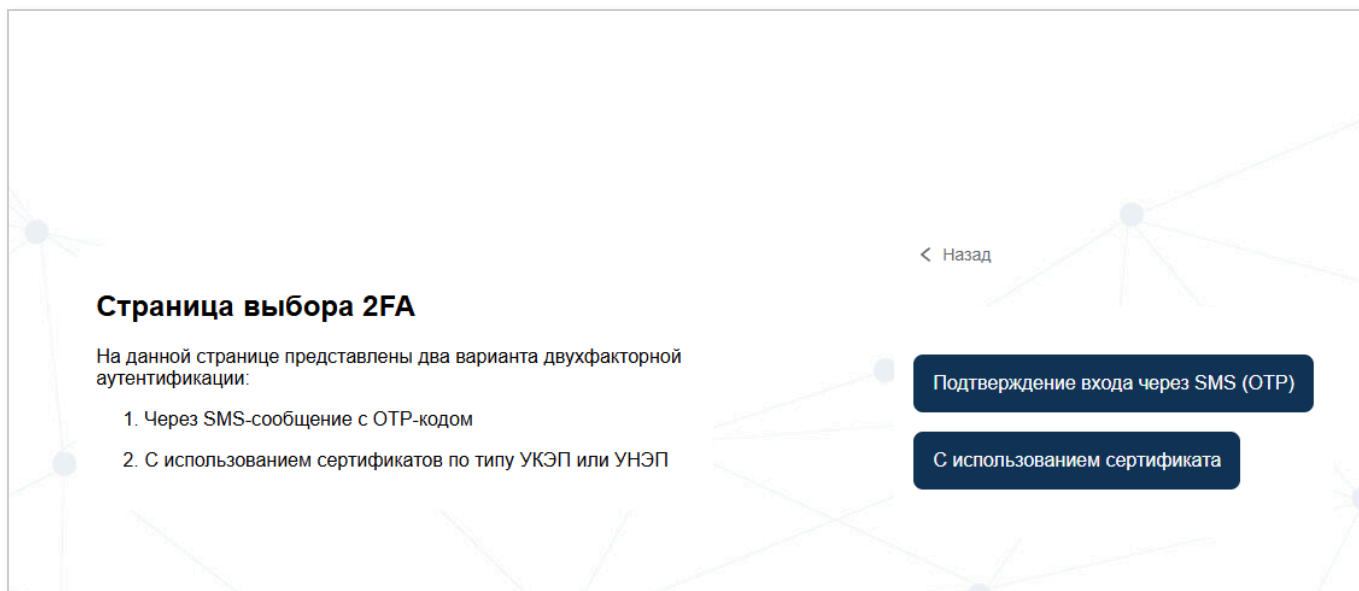 Страница выбора 2FA
На данной странице представлены два варианта двухфакторной
аутентификации:
1. Через SMS-сообщение с OTP-кодом
2. С использованием сертификатов по типу УКЭП или УНЭП
Назад
Подтверждение входа через SMS (OTP)
С использованием сертификата